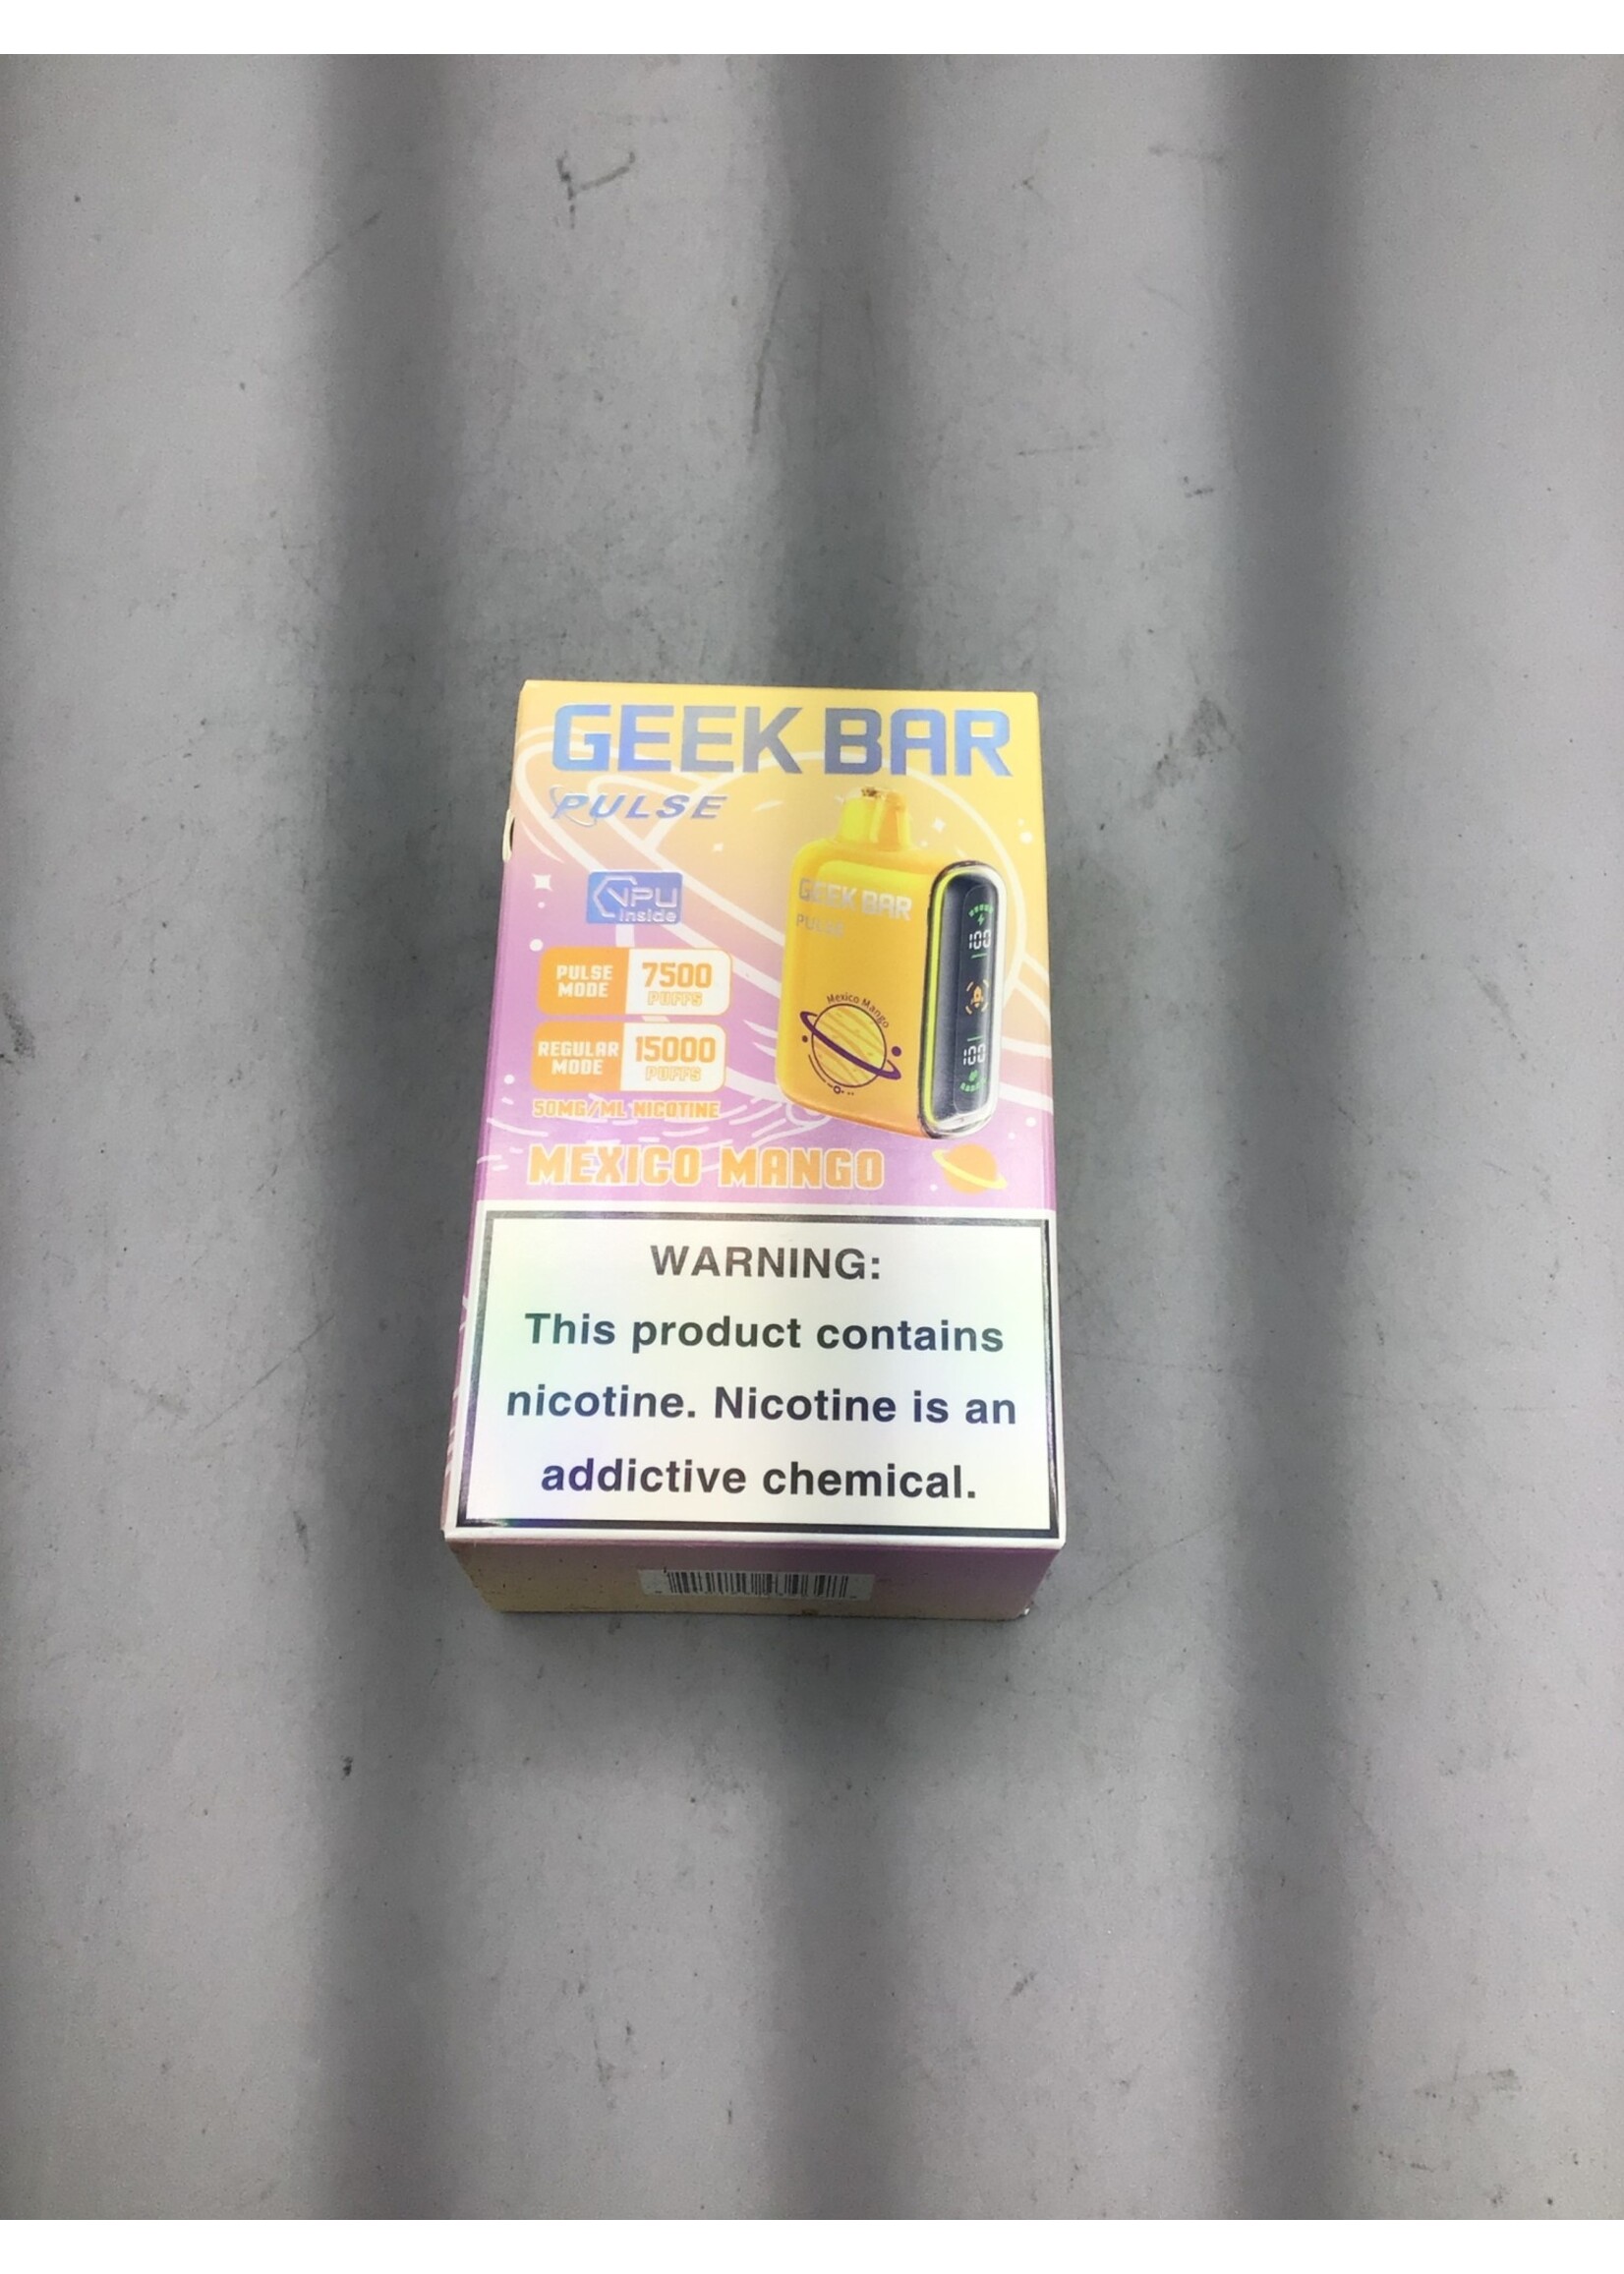 GEEK BAR
PULSE
VPU
inside
PULSE MODE 7500 PUFFS
REGULAR MODE 15000 PUFFS
50MG/ML NICOTINE
GEEK BAR
PULSE
100
Mexico Mango
100
MEXICO MANGO
WARNING:
This product contains
nicotine. Nicotine is an
addictive chemical.